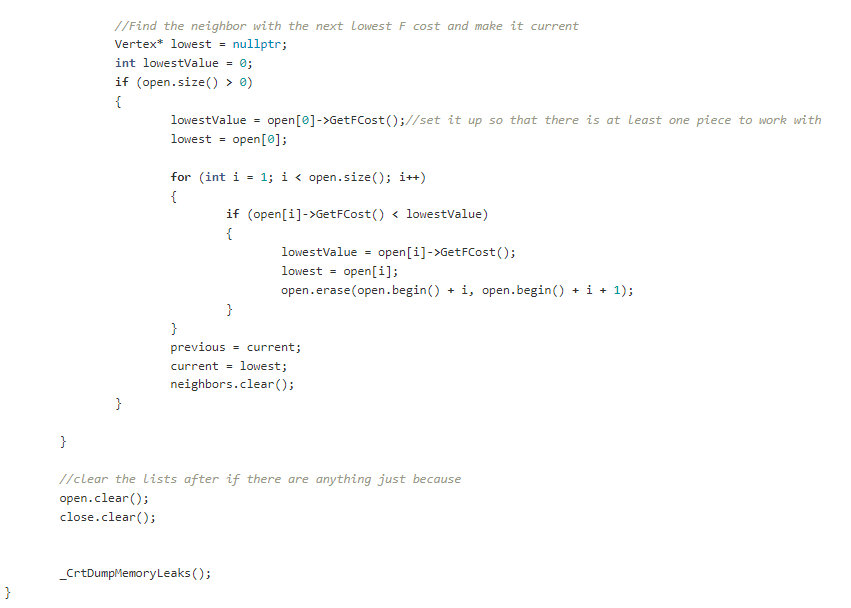 //Find the neighbor with the next lowest F cost and make it current
Vertex* lowest = nullptr;
int lowestValue = 0;
if (open.size() > 0)
{
lowestValue = open[0]->GetFCost();//set it up so that there is at least one piece to work with
lowest = open[0];
for (int i = 1; i < open.size(); i++)
{
if (open[i]->GetFCost() < lowestValue)
{
lowestValue = open[i]->GetFCost();
lowest = open[i];
open.erase(open.begin() + i, open.begin() + i + 1);
}
}
previous = current;
current = lowest;
neighbors.clear();
}
}
//clear the lists after if there are anything just because
open.clear();
close.clear();
_CrtDumpMemoryLeaks();
}